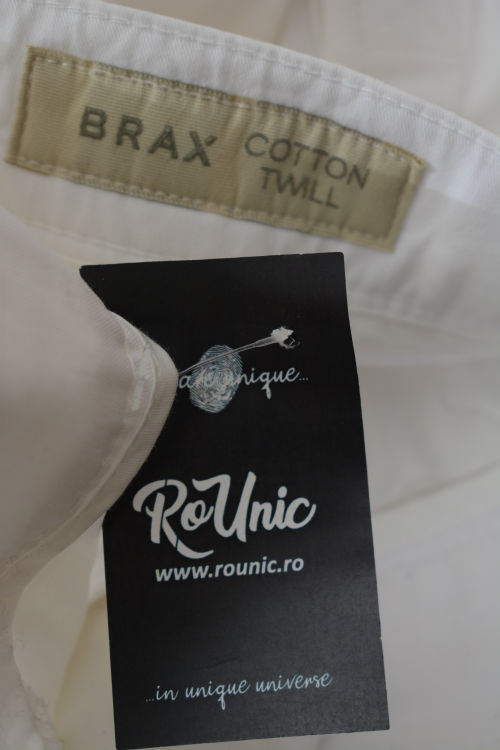 BRAX
COTTON
TWILL
unique...
RoUnic
www.rounic.ro
...in unique universe